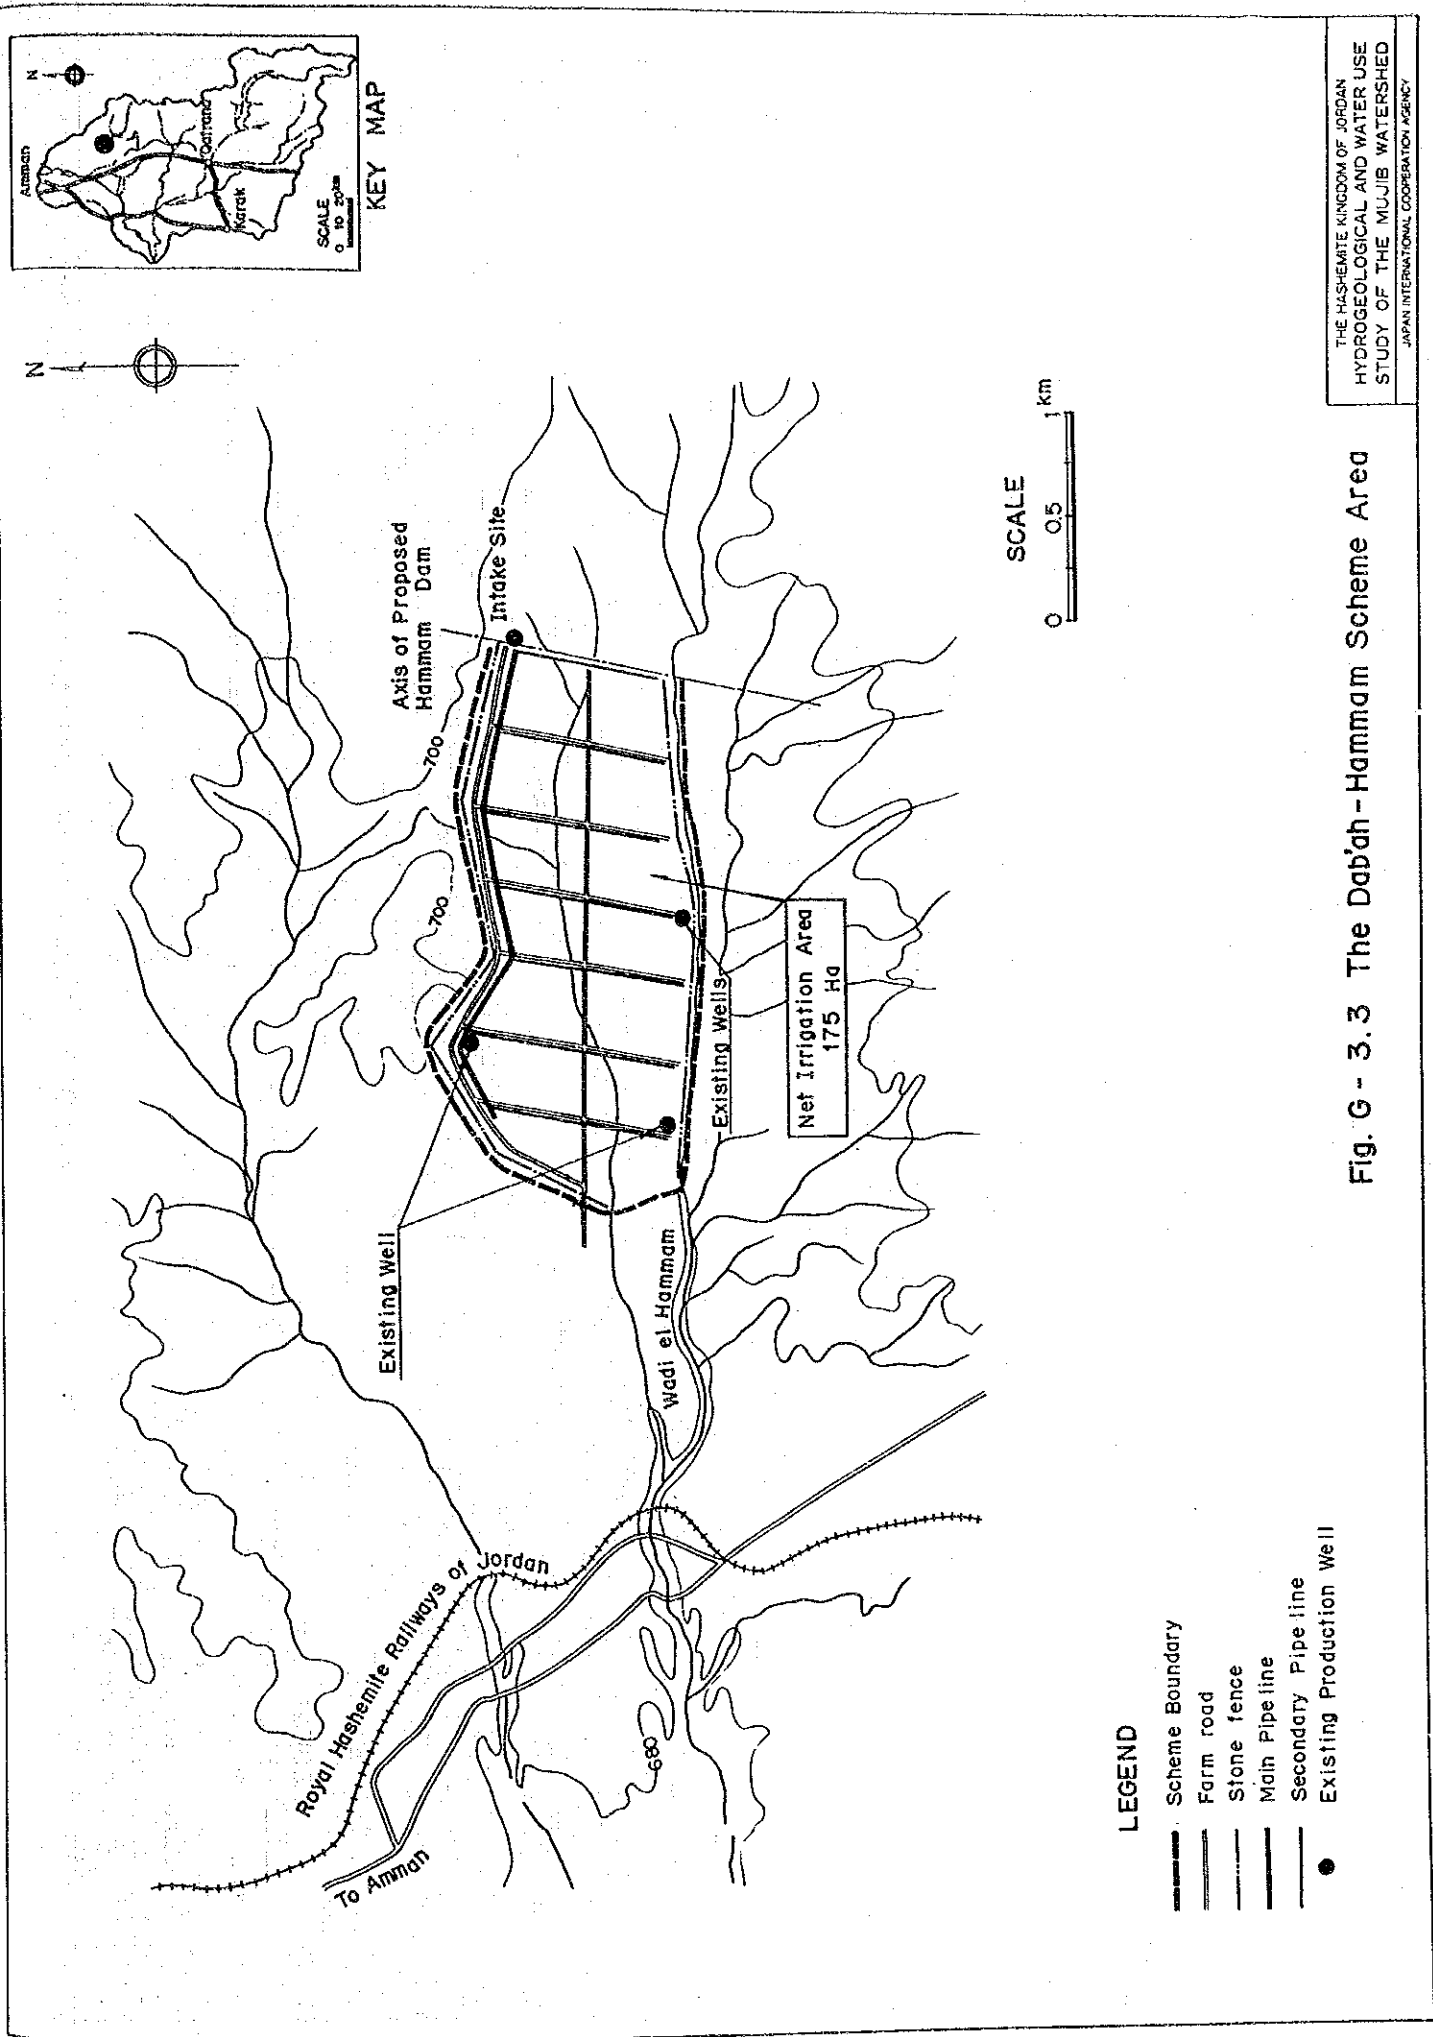 N
Amman
Qatrana
Karak
SCALE
0 10 20km
KEY MAP
N
Axis of Proposed
Hammam Dam
Intake Site
700
700
Existing Well
Existing Wells
Net Irrigation Area
175 Ha
Wadi el Hammam
Royal Hashemite Railways of Jordan
To Amman
680
SCALE
0 0.5 1 km
LEGEND
Scheme Boundary
Farm road
Stone fence
Main Pipeline
Secondary Pipeline
Existing Production Well
Fig. G - 3.3 The Dab'ah-Hammam Scheme Area
THE HASHEMITE KINGDOM OF JORDAN
HYDROGEOLOGICAL AND WATER USE
STUDY OF THE MUJIB WATERSHED
JAPAN INTERNATIONAL COOPERATION AGENCY